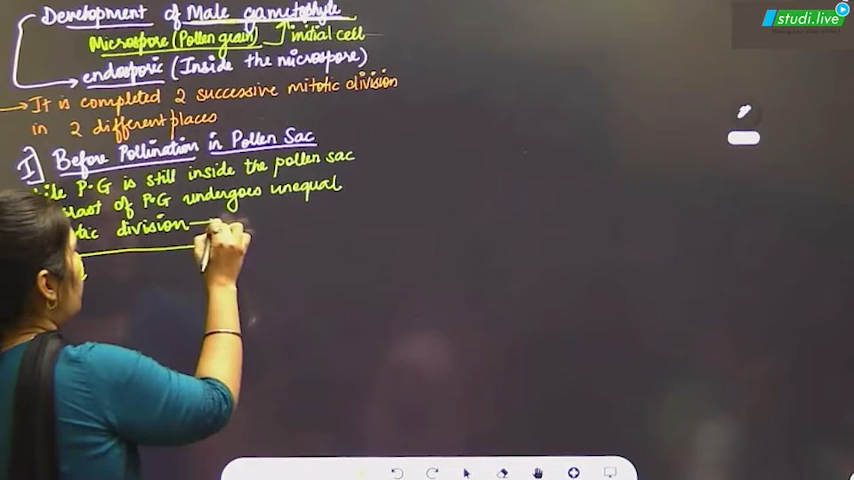 Development of Male gametophyte
Microspore (Pollen grain) → initial cell
endosporic (Inside the microspore)
→ It is completed 2 successive mitotic division
in 2 different places
I] Before Pollination in Pollen Sac
P.G is still inside the pollen sac
of P.G undergoes unequal
division
studi.live